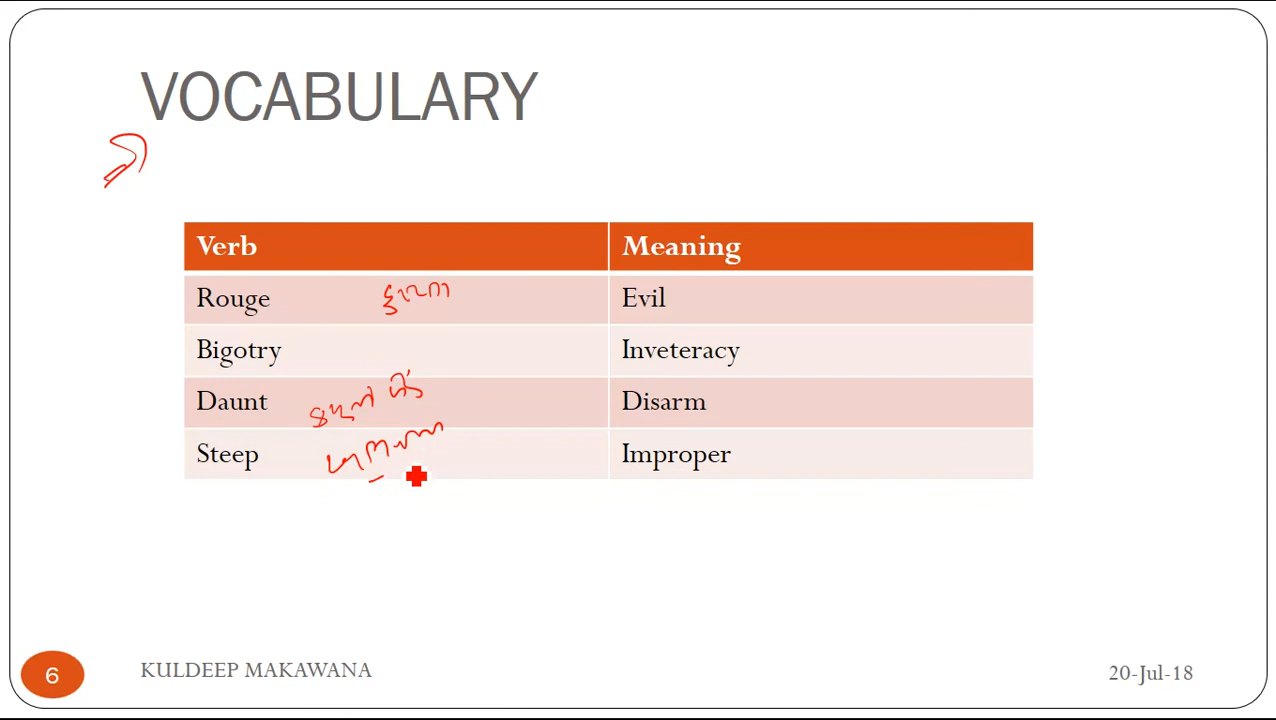 VOCABULARY
Verb Meaning
Rouge Evil
Bigotry Inveteracy
Daunt Disarm
Steep Improper
6 KULDEEP MAKAWANA 20-Jul-18